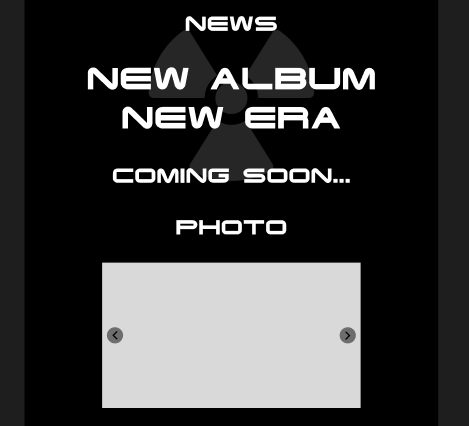 NEWS
NEW ALBUM
NEW ERA
COMING SOON...
PHOTO